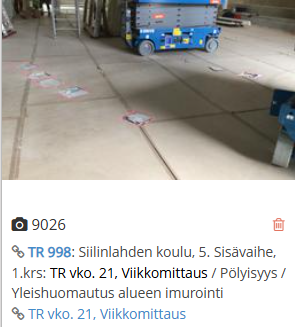 9026
TR 998: Siilinlahden koulu, 5. Sisävaihe,
1.krs: TR vko. 21, Viikkomittaus / Pölyisyys /
Yleishuomautus alueen imurointi
TR vko. 21, Viikkomittaus